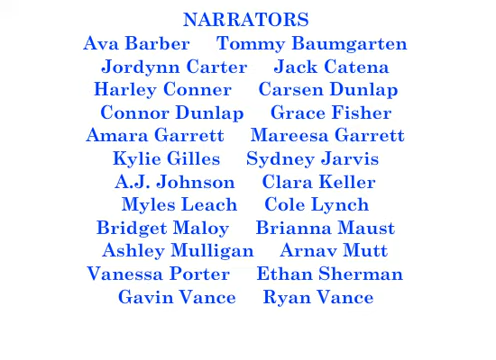 NARRATORS
Ava Barber Tommy Baumgarten
Jordynn Carter Jack Catena
Harley Conner Carsen Dunlap
Connor Dunlap Grace Fisher
Amara Garrett Mareesa Garrett
Kylie Gilles Sydney Jarvis
A.J. Johnson Clara Keller
Myles Leach Cole Lynch
Bridget Maloy Brianna Maust
Ashley Mulligan Arnav Mutt
Vanessa Porter Ethan Sherman
Gavin Vance Ryan Vance